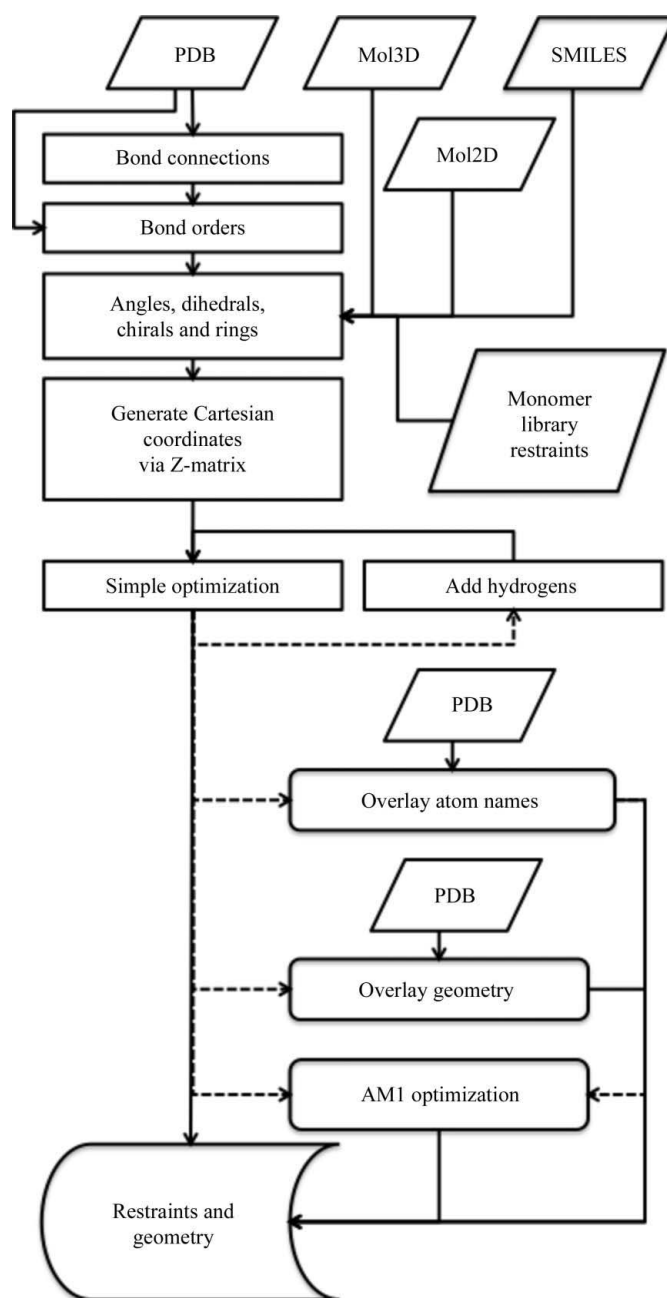 PDB
Mol3D
SMILES
Mol2D
Bond connections
Bond orders
Angles, dihedrals,
chirals and rings
Generate Cartesian
coordinates
via Z-matrix
Monomer
library
restraints
Simple optimization
Add hydrogens
PDB
Overlay atom names
PDB
Overlay geometry
AM1 optimization
Restraints and
geometry